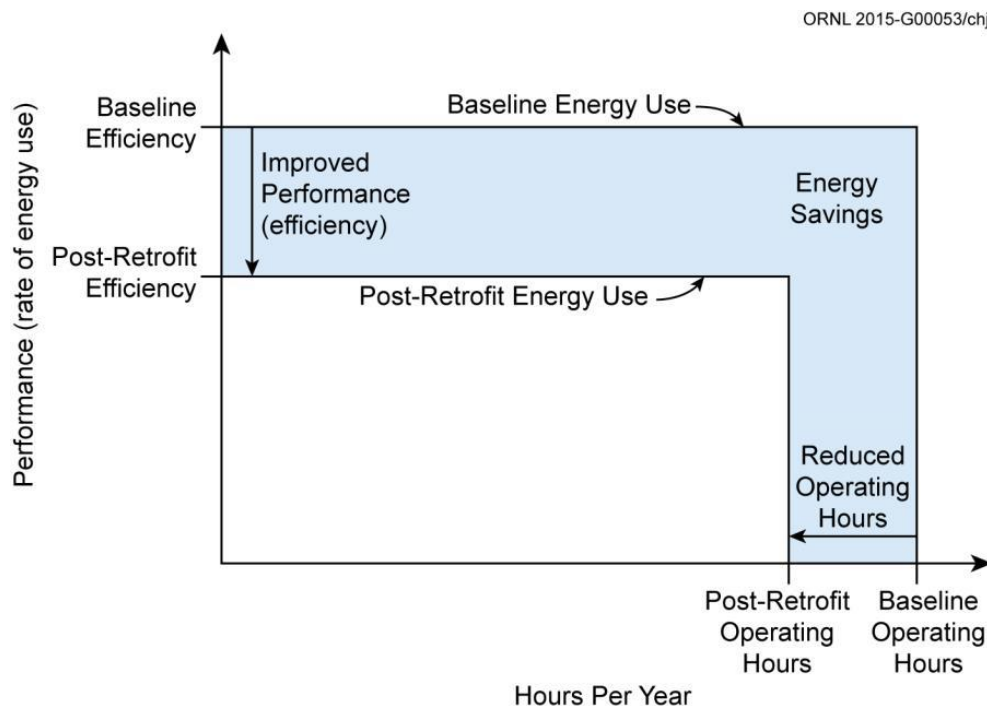 ORNL 2015-G00053/chj
Performance (rate of energy use)
Baseline
Efficiency
Baseline Energy Use
Improved
Performance
(efficiency)
Energy
Savings
Post-Retrofit
Efficiency
Post-Retrofit Energy Use
Reduced
Operating
Hours
Post-Retrofit
Operating
Hours
Baseline
Operating
Hours
Hours Per Year